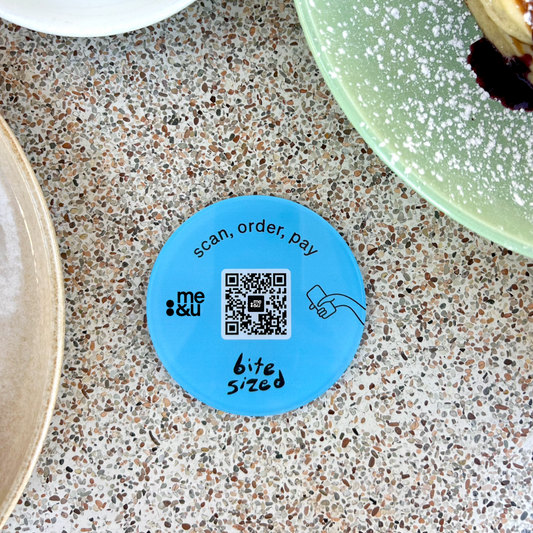 scan, order, pay
me
&u
bite
sized